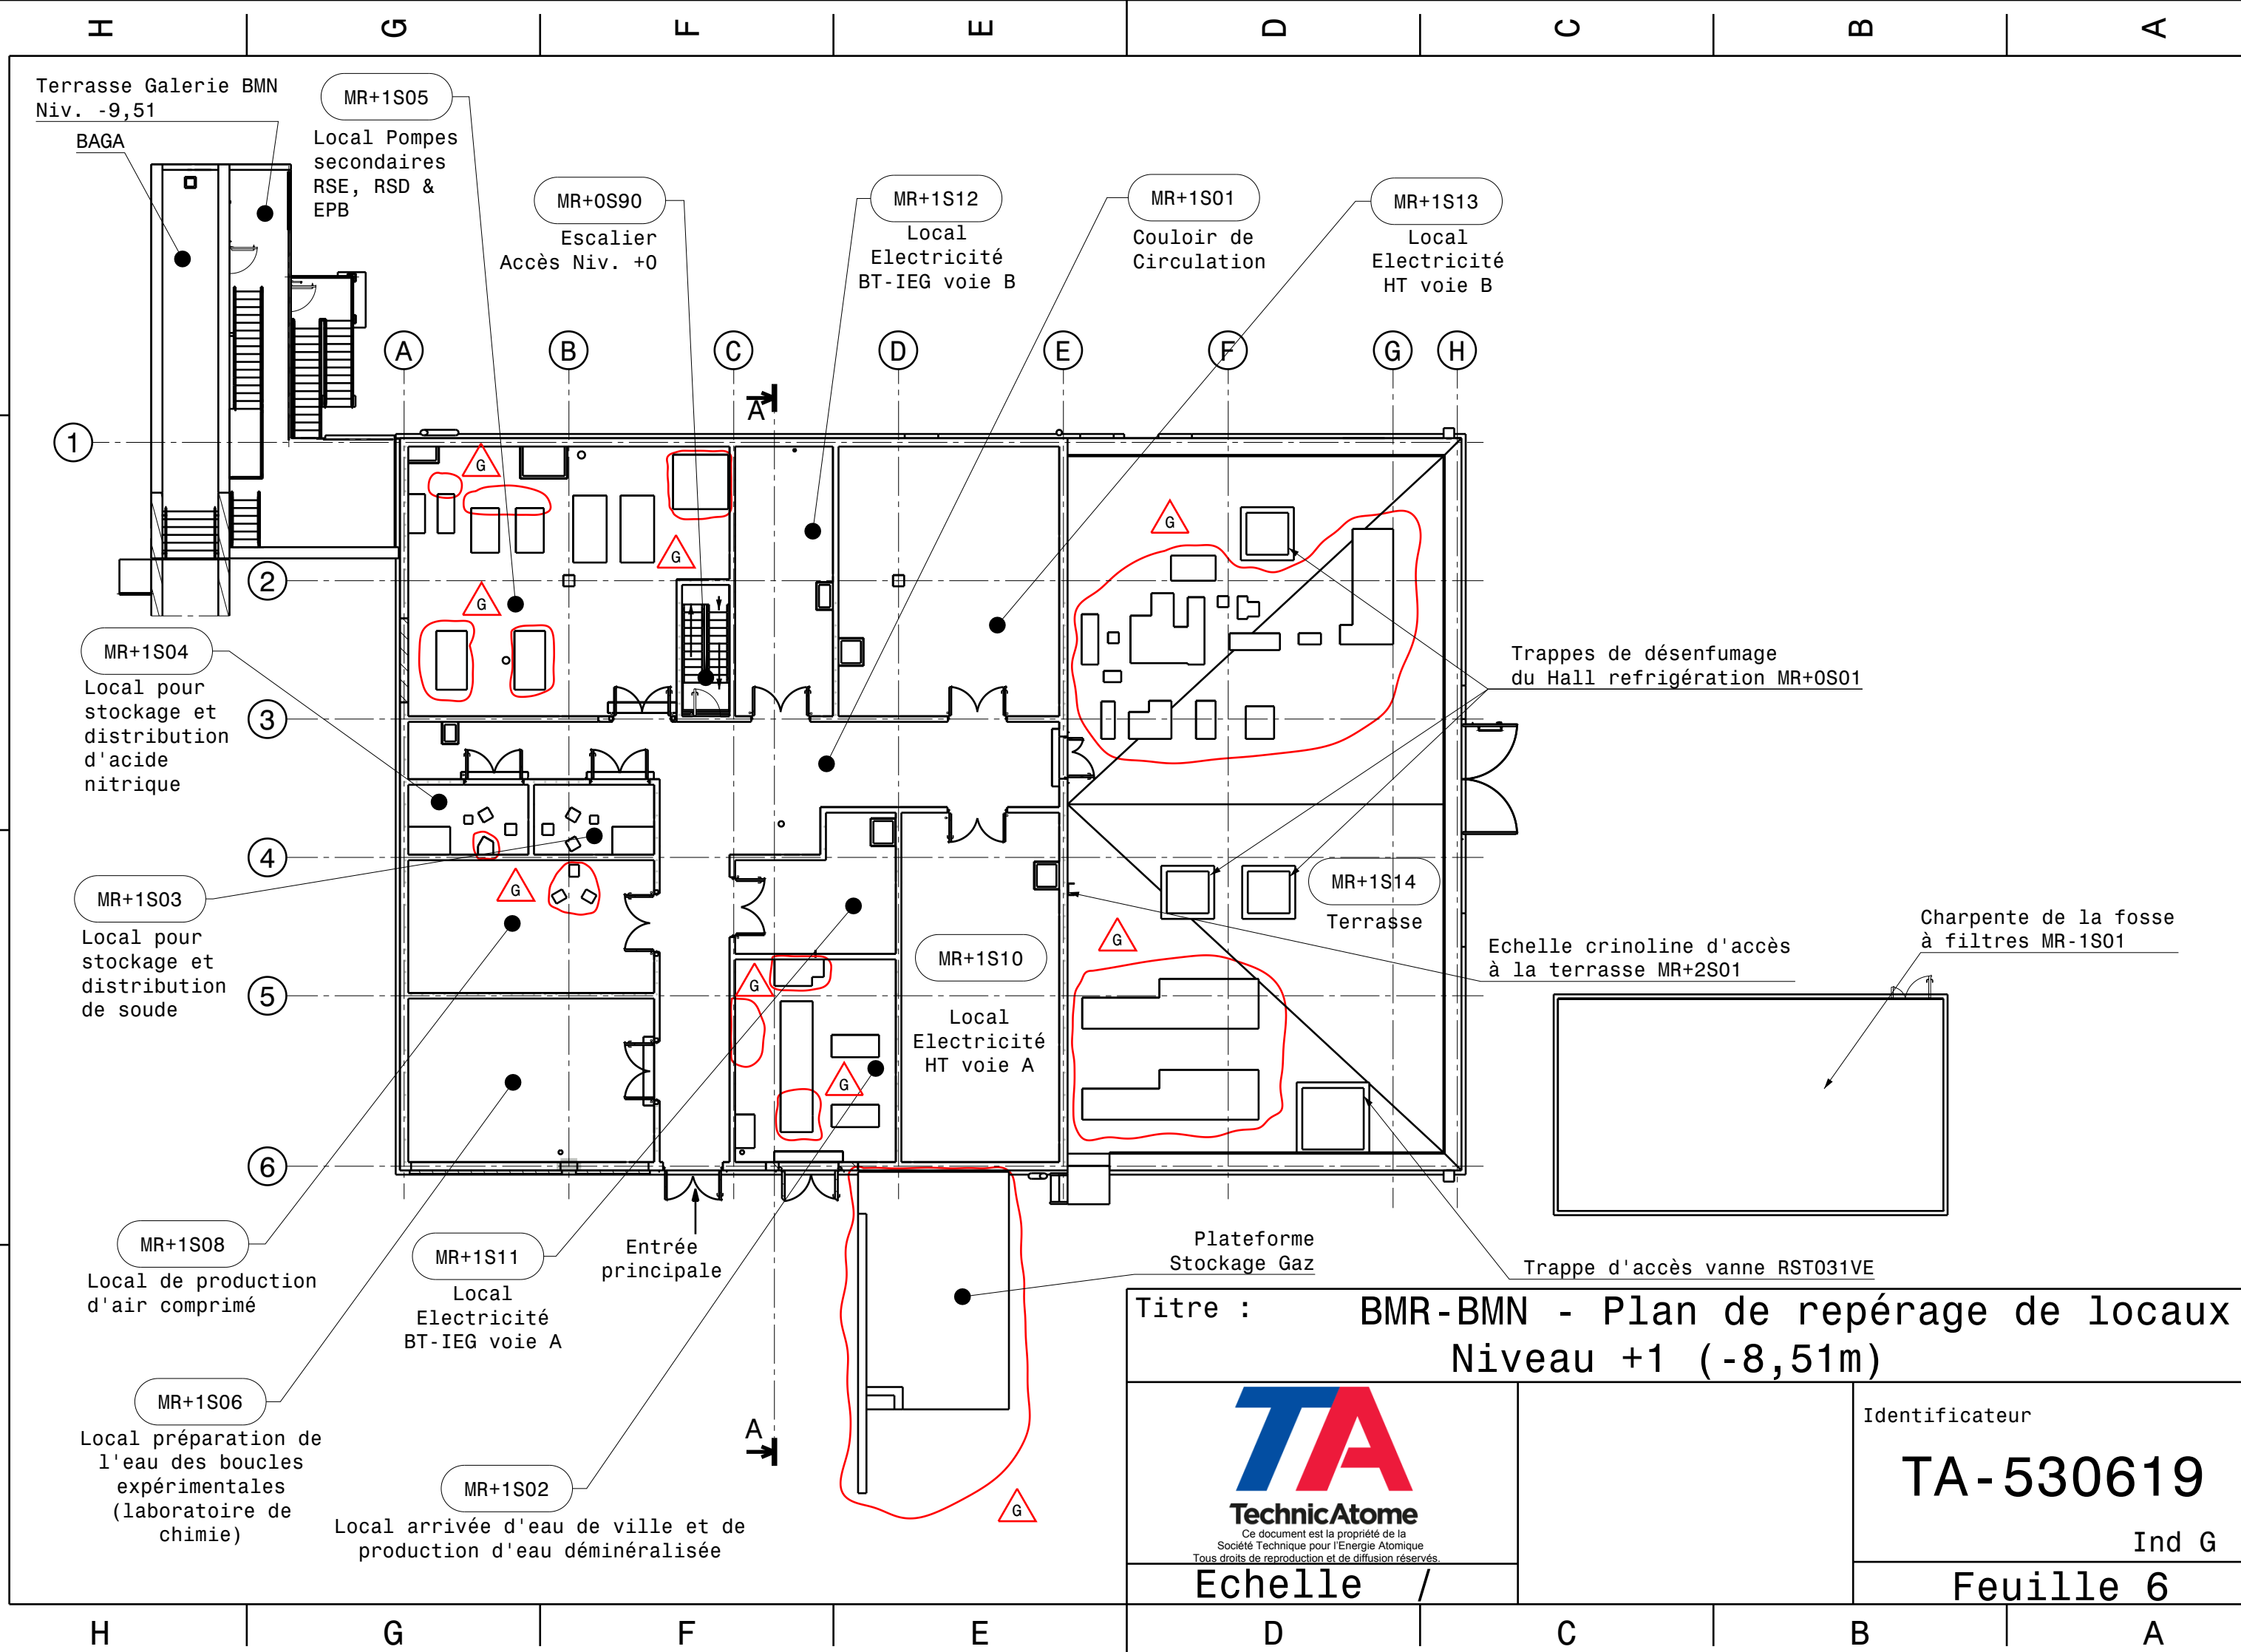 H G F E D C B A
Terrasse Galerie BMN
Niv. -9,51
BAGA
MR+1S05
Local Pompes
secondaires
RSE, RSD &
EPB
MR+0S90
Escalier
Accès Niv. +0
MR+1S12
Local
Electricité
BT-IEG voie B
MR+1S01
Couloir de
Circulation
MR+1S13
Local
Electricité
HT voie B
A B C D E F G H
A
1
G
G
G
2
G
MR+1S04
Local pour
stockage et
distribution
d'acide
nitrique
Trappes de désenfumage
du Hall refrigération MR+0S01
3
4
MR+1S03
Local pour
stockage et
distribution
de soude
G
MR+1S14
Terrasse
G
MR+1S10
Local
Electricité
HT voie A
G
G
Echelle crinoline d'accès
à la terrasse MR+2S01
Charpente de la fosse
à filtres MR-1S01
5
6
MR+1S08
Local de production
d'air comprimé
MR+1S11
Local
Electricité
BT-IEG voie A
Entrée
principale
Plateforme
Stockage Gaz
Trappe d'accès vanne RST031VE
MR+1S06
Local préparation de
l'eau des boucles
expérimentales
(laboratoire de
chimie)
MR+1S02
Local arrivée d'eau de ville et de
production d'eau déminéralisée
A
G
Titre : BMR-BMN - Plan de repérage de locaux
Niveau +1 (-8,51m)
TA
TechnicAtome
Ce document est la propriété de la
Société Technique pour l'Energie Atomique
Tous droits de reproduction et de diffusion réservés.
Echelle /
Identificateur
TA-530619
Ind G
Feuille 6
H G F E D C B A